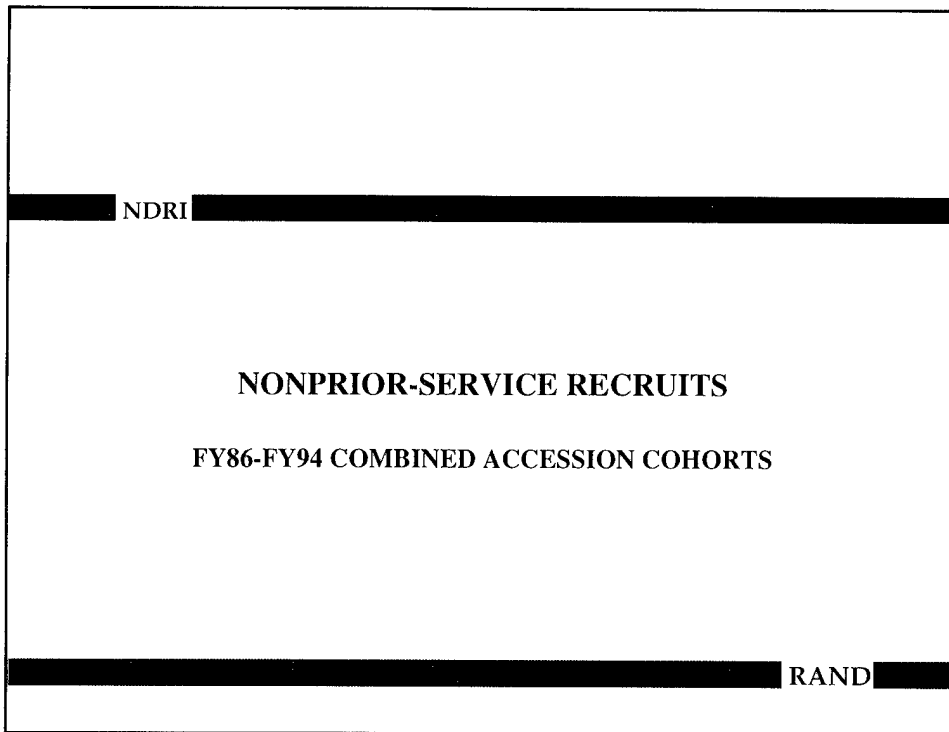 NDRI
NONPRIOR-SERVICE RECRUITS
FY86-FY94 COMBINED ACCESSION COHORTS
RAND